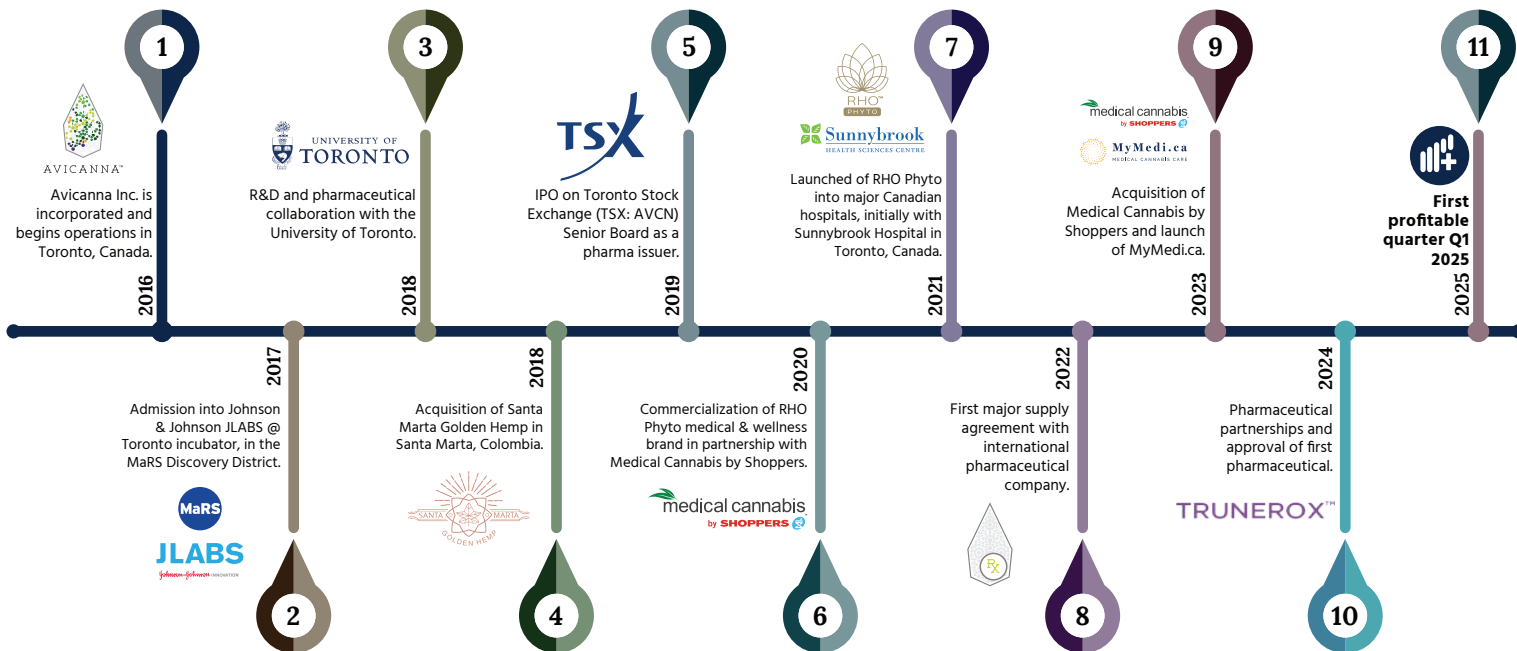 1
AVICANNA™
Avicanna Inc. is
incorporated and
begins operations in
Toronto, Canada.
2016
2017
Admission into Johnson
& Johnson JLABS @
Toronto incubator, in the
MaRS Discovery District.
MaRS
JLABS
Johnson & Johnson INNOVATION
2
3
UNIVERSITY OF
TORONTO
R&D and pharmaceutical
collaboration with the
University of Toronto.
2018
2018
Acquisition of Santa
Marta Golden Hemp in
Santa Marta, Colombia.
SANTA MARTA
GOLDEN HEMP
4
5
TSX
IPO on Toronto Stock
Exchange (TSX: AVCN)
Senior Board as a
pharma issuer.
2019
2020
Commercialization of RHO
Phyto medical & wellness
brand in partnership with
Medical Cannabis by Shoppers.
medical cannabis
by SHOPPERS
6
7
RHO™
PHYTO
Sunnybrook
HEALTH SCIENCES CENTRE
Launched of RHO Phyto
into major Canadian
hospitals, initially with
Sunnybrook Hospital in
Toronto, Canada.
2021
2022
First major supply
agreement with
international
pharmaceutical
company.
RX
8
9
medical cannabis
by SHOPPERS
MyMedi.ca
MEDICAL CANNABIS CARE
Acquisition of
Medical Cannabis by
Shoppers and launch
of MyMedi.ca.
2023
2024
Pharmaceutical
partnerships and
approval of first
pharmaceutical.
TRUNEROX™
10
11
First
profitable
quarter Q1
2025
2025